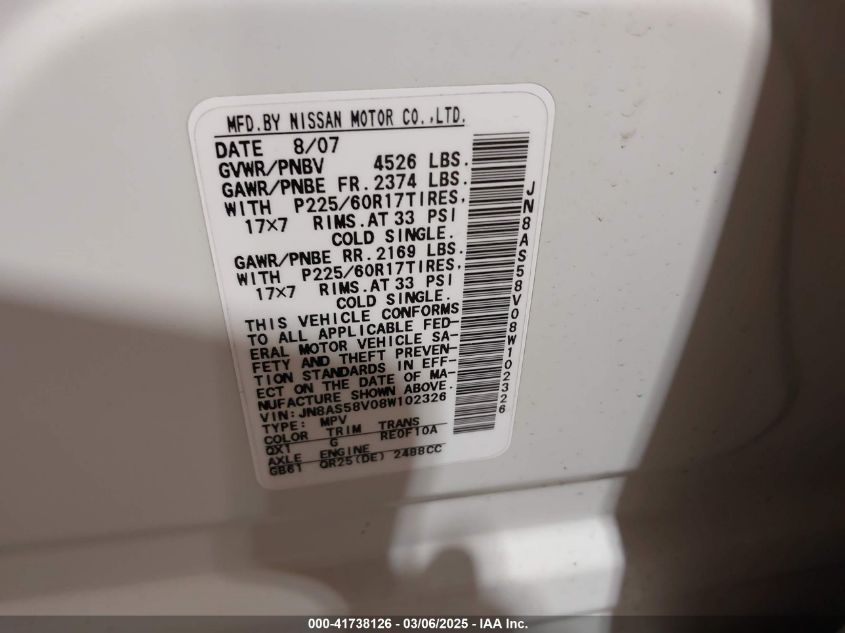 MFD.BY NISSAN MOTOR CO.,LTD.
DATE 8/07
GVWR/PNBV 4526 LBS.
GAWR/PNBE FR. 2374 LBS.
WITH P225/60R17TIRES,
17×7 RIMS.AT 33 PSI
COLD SINGLE.
GAWR/PNBE RR. 2169 LBS.
WITH P225/60R17TIRES,
17×7 RIMS.AT 33 PSI
COLD SINGLE.
THIS VEHICLE CONFORMS
TO ALL APPLICABLE FED-
ERAL MOTOR VEHICLE SA-
FETY AND THEFT PREVEN-
TION STANDARDS IN EFF-
ECT ON THE DATE OF MA-
NUFACTURE SHOWN ABOVE.
VIN:JN8AS58V08W102326
TYPE: MPV
COLOR TRIM TRANS
QX1 G RE0F10A
AXLE ENGINE
GB61 QR25(DE) 2488CC
JN8AS58V08W102326
000-41738126 - 03/06/2025 - IAA Inc.